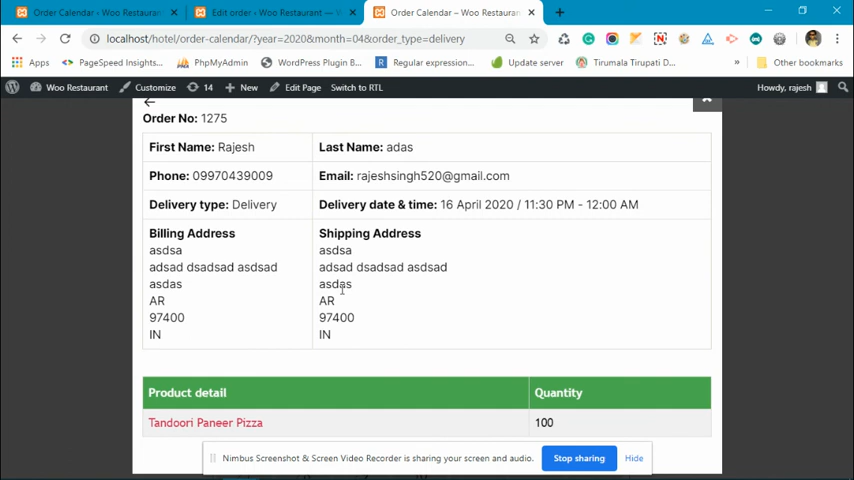 Order Calendar ‹ Woo Restauran
Edit order ‹ Woo Restaurant — W
Order Calendar – Woo Restauran
localhost/hotel/order-calendar/?year=2020&month=04&order_type=delivery
Apps
PageSpeed Insights...
PhpMyAdmin
WordPress Plugin B...
Regular expression...
Update server
Tirumala Tirupati D...
»
Other bookmarks
Woo Restaurant
Customize
14
New
Edit Page
Switch to RTL
Howdy, rajesh
Order No: 1275
First Name: Rajesh
Last Name: adas
Phone: 09970439009
Email: rajeshsingh520@gmail.com
Delivery type: Delivery
Delivery date & time: 16 April 2020 / 11:30 PM - 12:00 AM
Billing Address
asdsa
adsad dsadsad asdsad
asdas
AR
97400
IN
Shipping Address
asdsa
adsad dsadsad asdsad
asdas
AR
97400
IN
Product detail
Quantity
Tandoori Paneer Pizza
100
Nimbus Screenshot & Screen Video Recorder is sharing your screen and audio.
Stop sharing
Hide